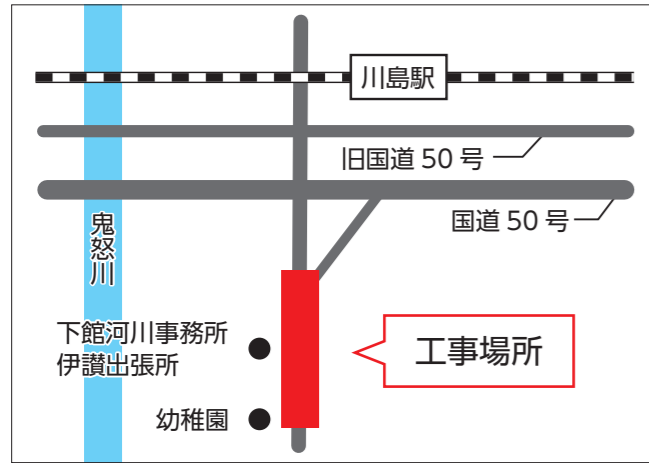 川島駅
旧国道 50 号
国道 50 号
鬼怒川
下館河川事務所
伊讃出張所
工事場所
幼稚園